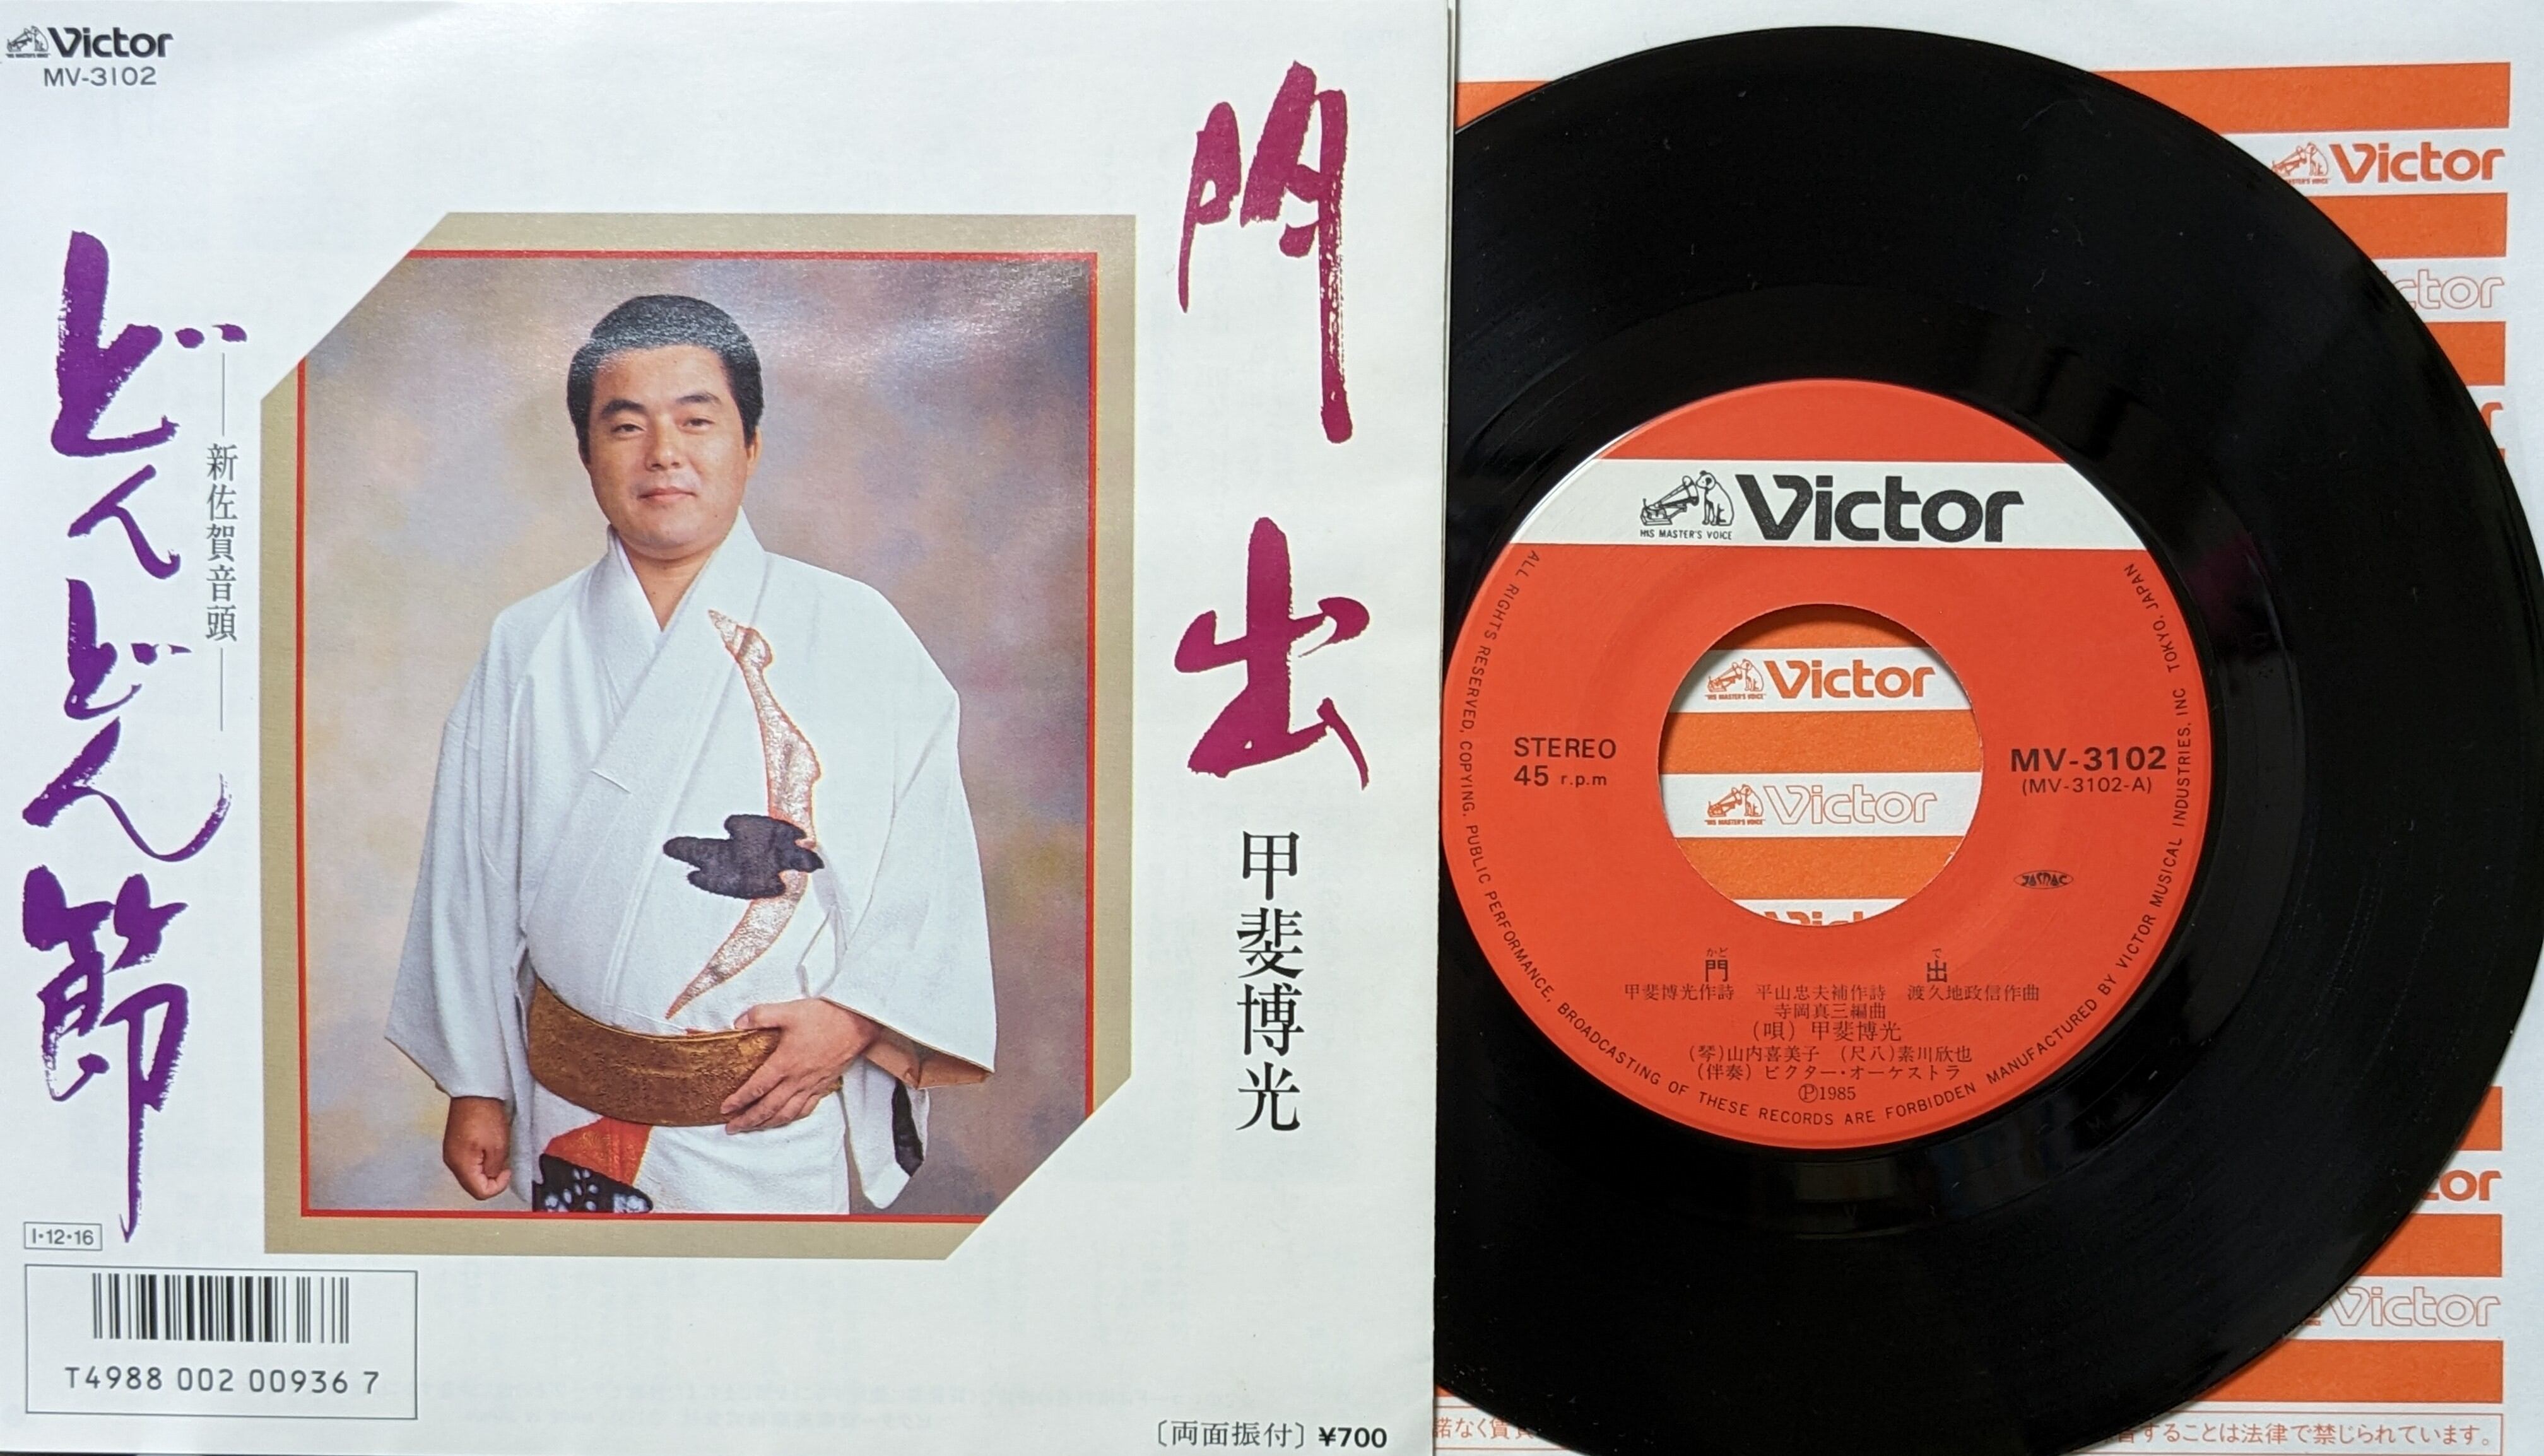 Victor
MV-3102
門出
甲斐博光
どんどん節
新佐賀音頭
I・12・16
T4988 002 00936 7
〔両面振付〕¥700
Victor
Victor
HIS MASTER'S VOICE
Victor
STEREO
45 r.p.m
MV-3102
(MV-3102-A)
JASRAC
Victor
Victor
かど で
門 出
甲斐博光作詩 平山忠夫補作詩 渡久地政信作曲
寺岡真三編曲
(唄) 甲斐博光
(琴)山内喜美子 (尺八)素川欣也
(伴奏) ビクター・オーケストラ
Ⓟ1985
ALL RIGHTS RESERVED, COPYING, PUBLIC PERFORMANCE, BROADCASTING OF THESE RECORDS ARE FORBIDDEN MANUFACTURED BY VICTOR MUSICAL INDUSTRIES, INC TOKYO, JAPAN
Victor
することは法律で禁じられています。